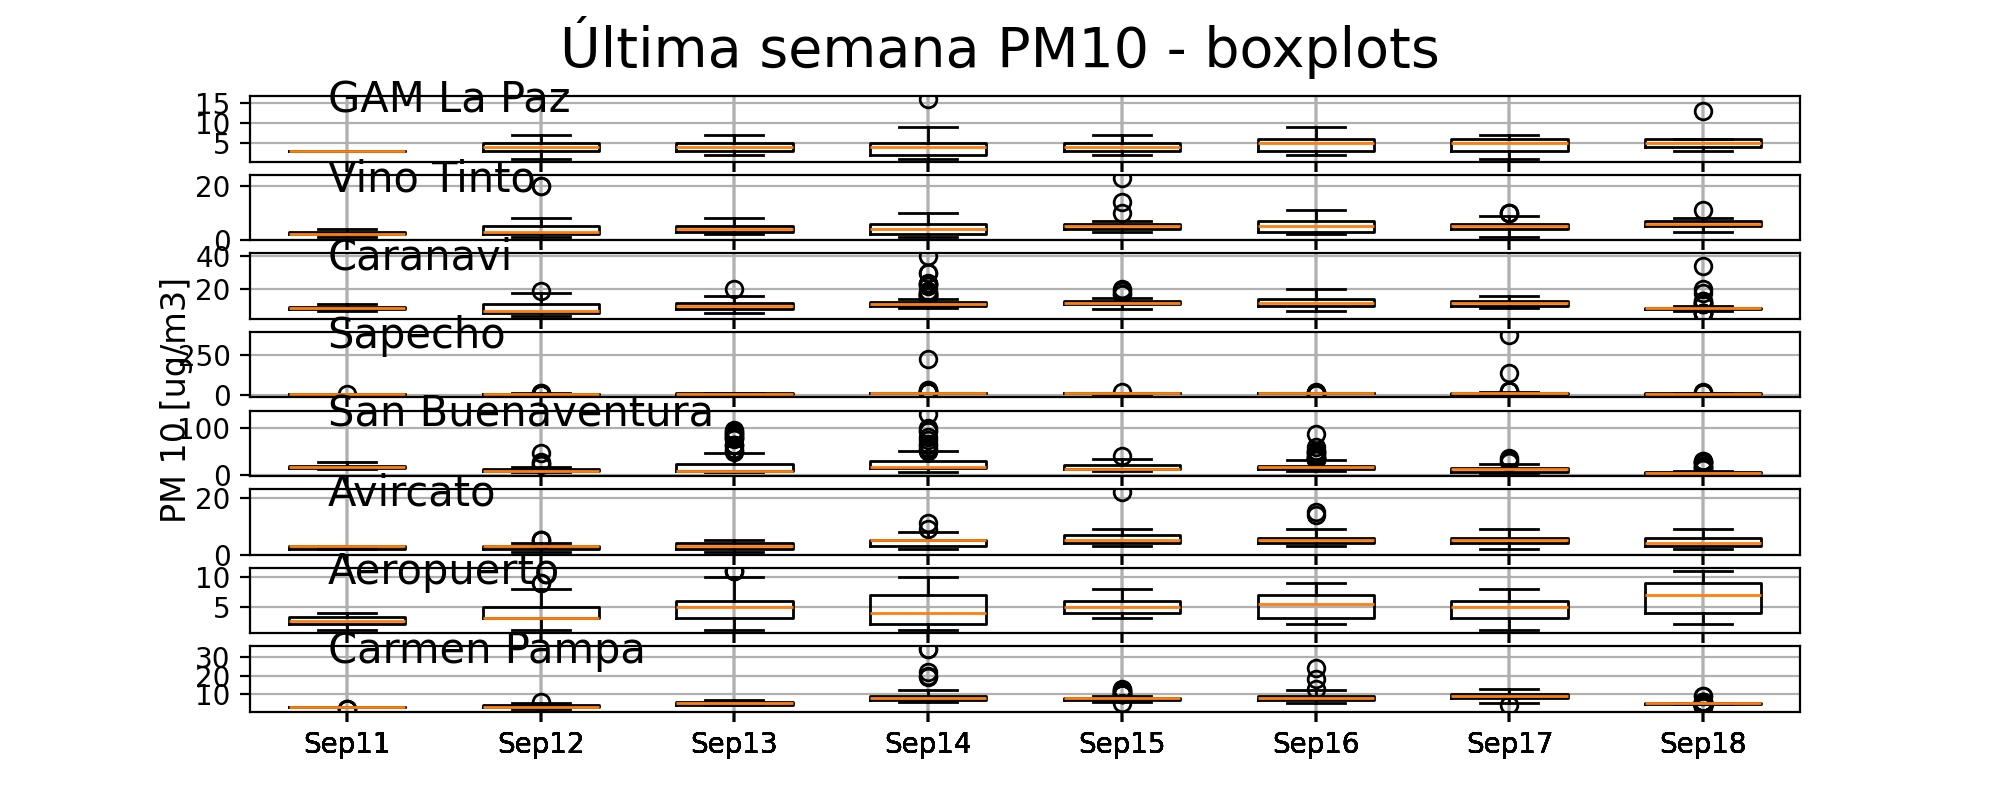 Última semana PM10 - boxplots
PM 10 [ug/m3]
GAM La Paz
15
10
5
Vino Tinto
20
0
Caranavi
40
20
Sapecho
250
0
San Buenaventura
100
0
Avircato
20
0
Aeropuerto
10
5
Carmen Pampa
30
20
10
Sep11 Sep12 Sep13 Sep14 Sep15 Sep16 Sep17 Sep18